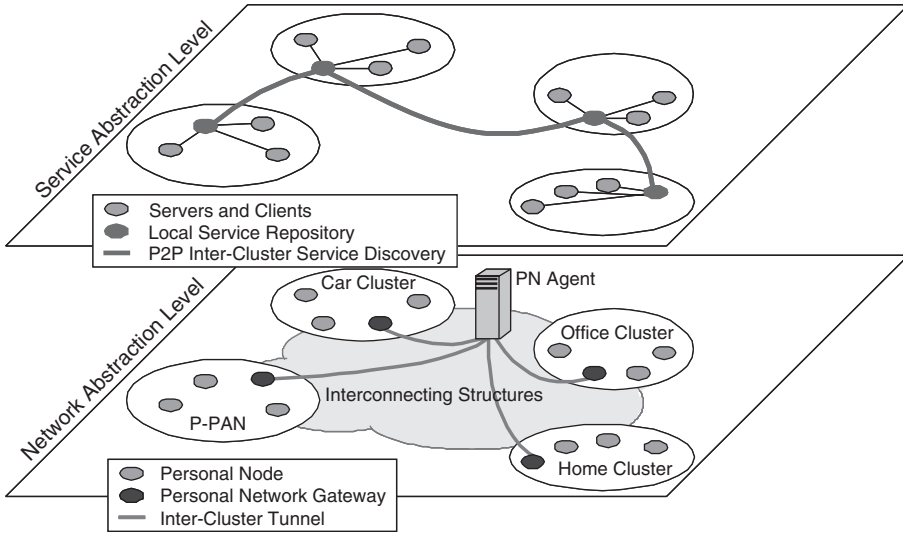 Service Abstraction Level
Servers and Clients
Local Service Repository
P2P Inter-Cluster Service Discovery
Network Abstraction Level
Car Cluster
PN Agent
Office Cluster
Interconnecting Structures
P-PAN
Home Cluster
Personal Node
Personal Network Gateway
Inter-Cluster Tunnel